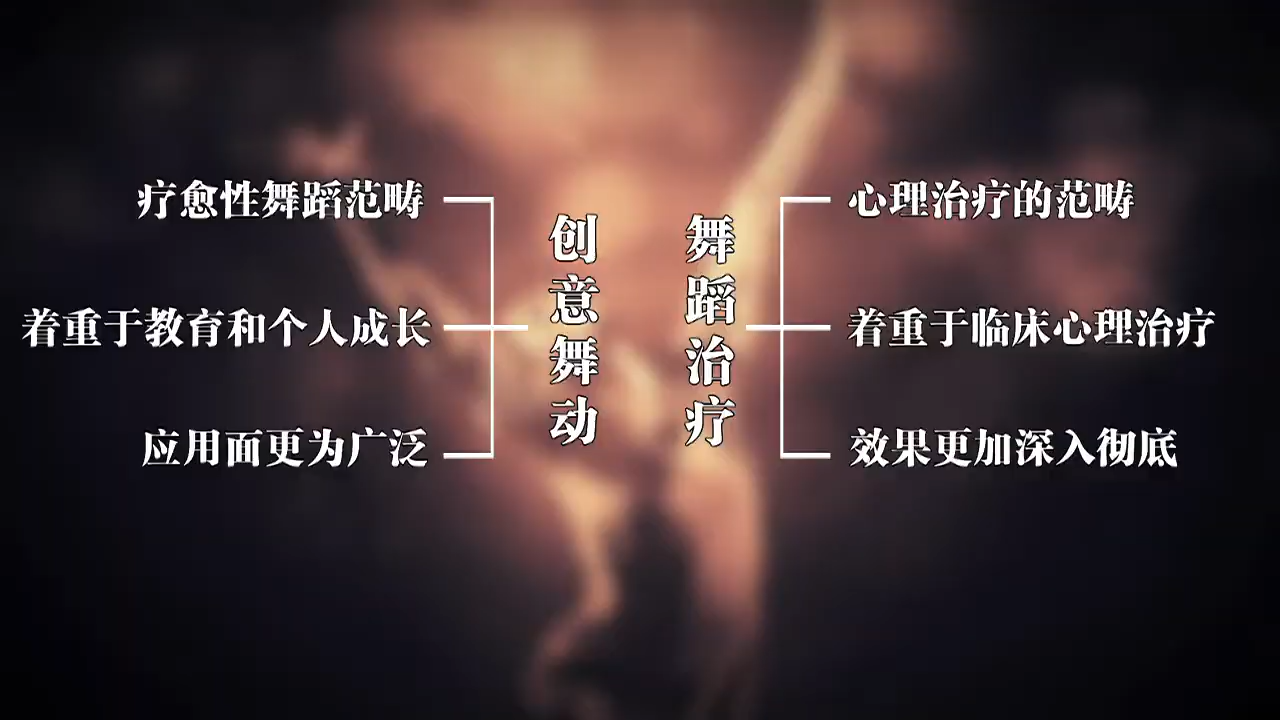 疗愈性舞蹈范畴
着重于教育和个人成长
应用面更为广泛
创意舞动
舞蹈治疗
心理治疗的范畴
着重于临床心理治疗
效果更加深入彻底